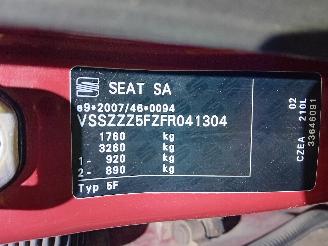 SEAT SA
e9*2007/46*0094
VSSZZZ5FZFR041304
1760 kg
3260 kg
1- 920 kg
2- 890 kg
Typ 5F
CZEA 210L 02
33646091